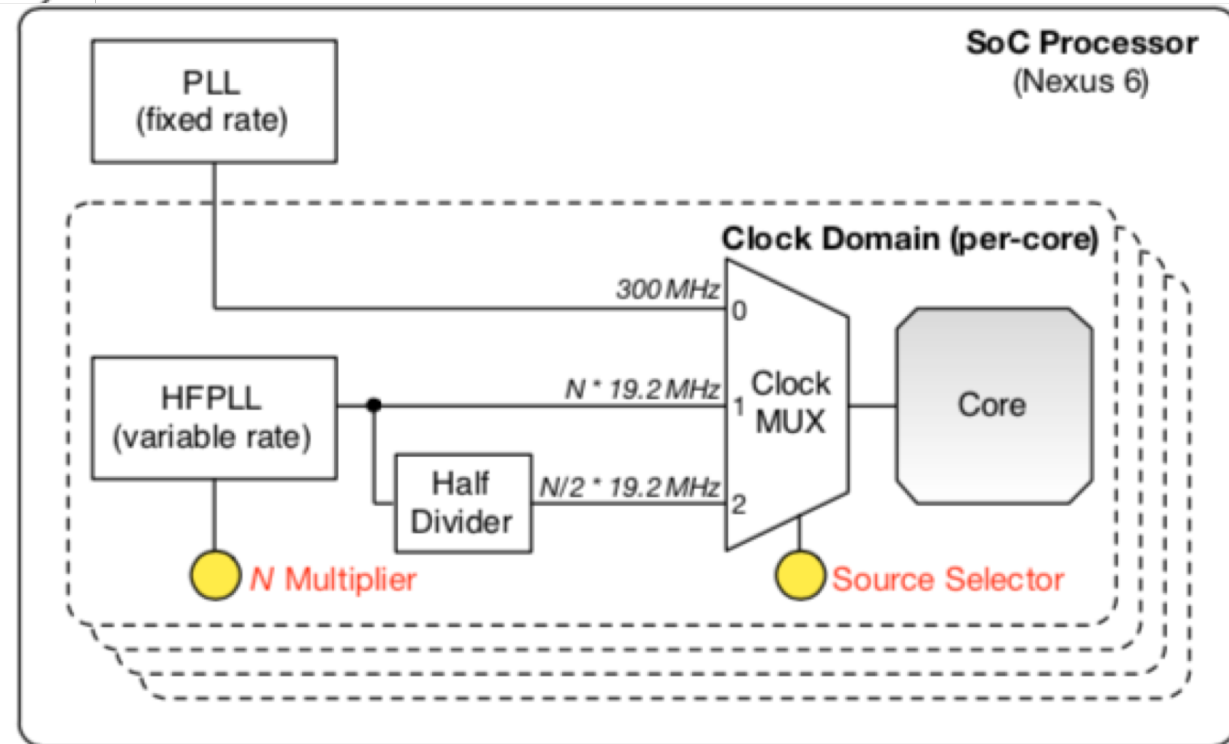 SoC Processor
(Nexus 6)
PLL
(fixed rate)
Clock Domain (per-core)
300 MHz
0
HFPLL
(variable rate)
N * 19.2 MHz
1
Clock
MUX
Core
Half
Divider
N/2 * 19.2 MHz
2
N Multiplier
Source Selector